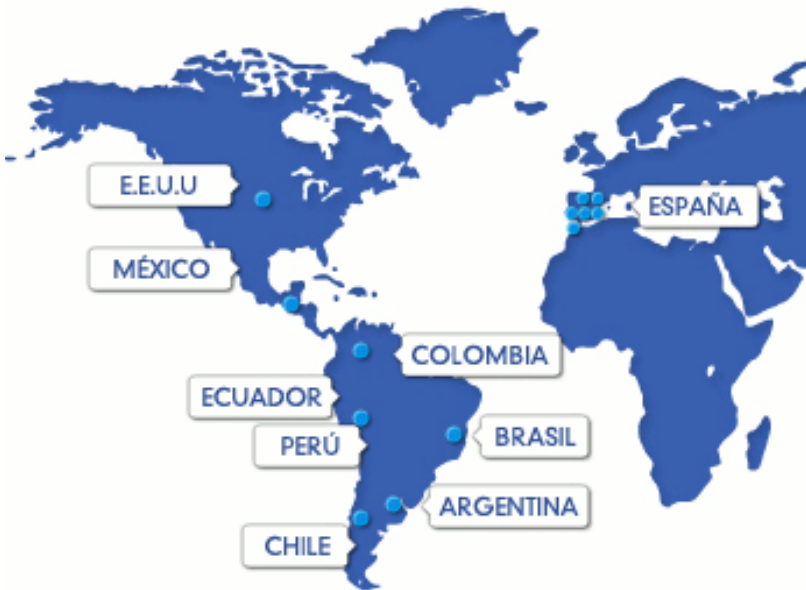 E.E.U.U
ESPAÑA
MÉXICO
COLOMBIA
ECUADOR
BRASIL
PERÚ
ARGENTINA
CHILE